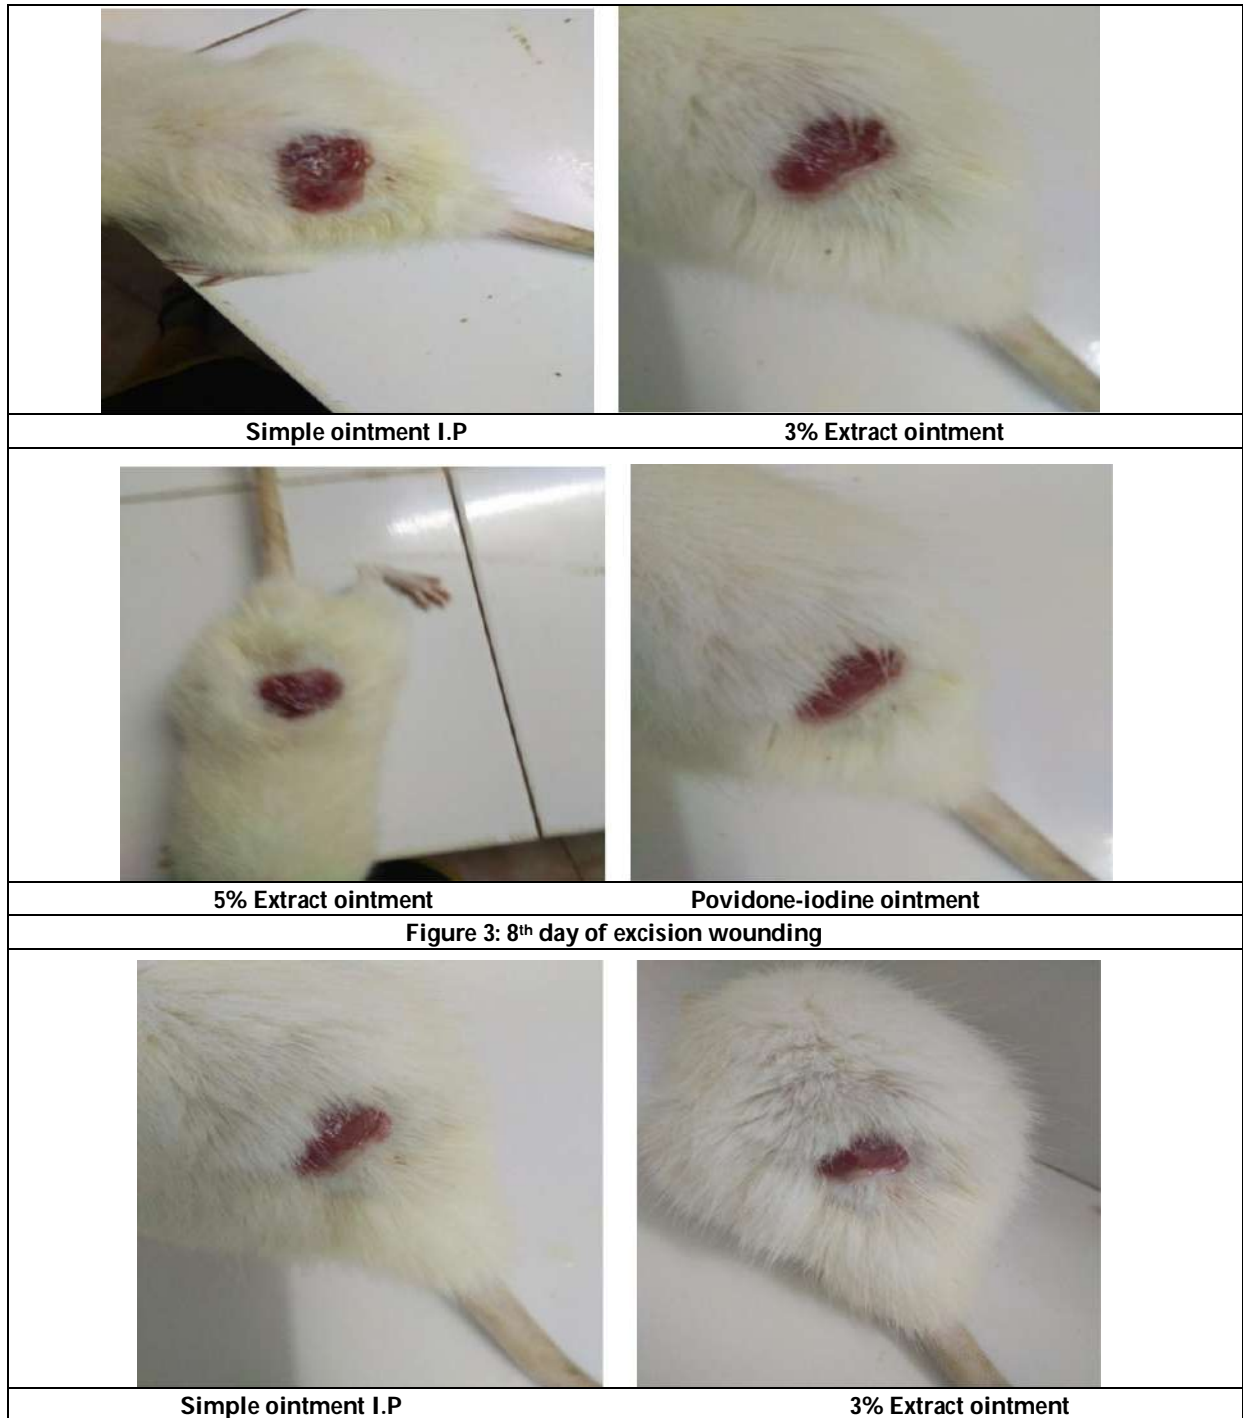 Simple ointment I.P 3% Extract ointment
5% Extract ointment Povidone-iodine ointment
Figure 3: 8th day of excision wounding
Simple ointment I.P 3% Extract ointment